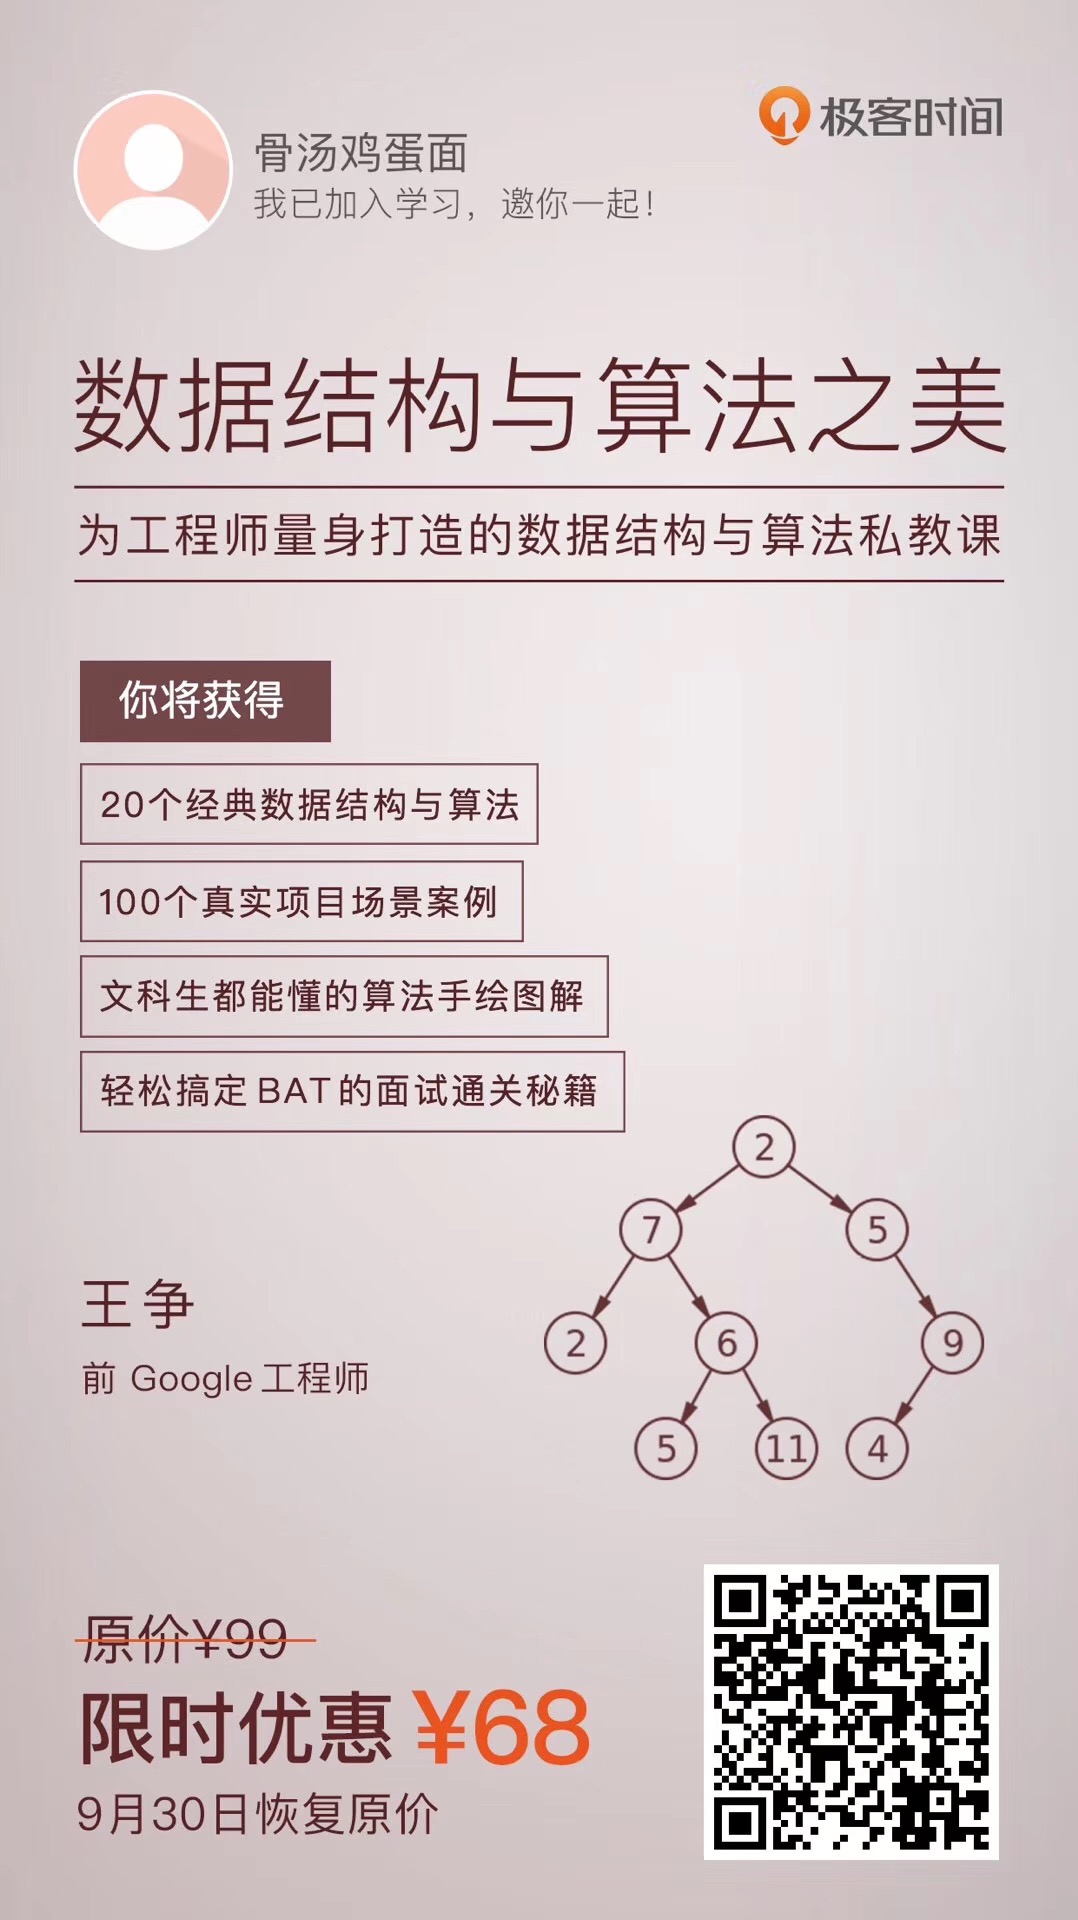 骨汤鸡蛋面
我已加入学习，邀你一起！
极客时间
数据结构与算法之美
为工程师量身打造的数据结构与算法私教课
你将获得
20个经典数据结构与算法
100个真实项目场景案例
文科生都能懂的算法手绘图解
轻松搞定 BAT 的面试通关秘籍
2
7 5
2 6 9
5 11 4
王争
前 Google 工程师
原价¥99
限时优惠 ¥68
9月30日恢复原价